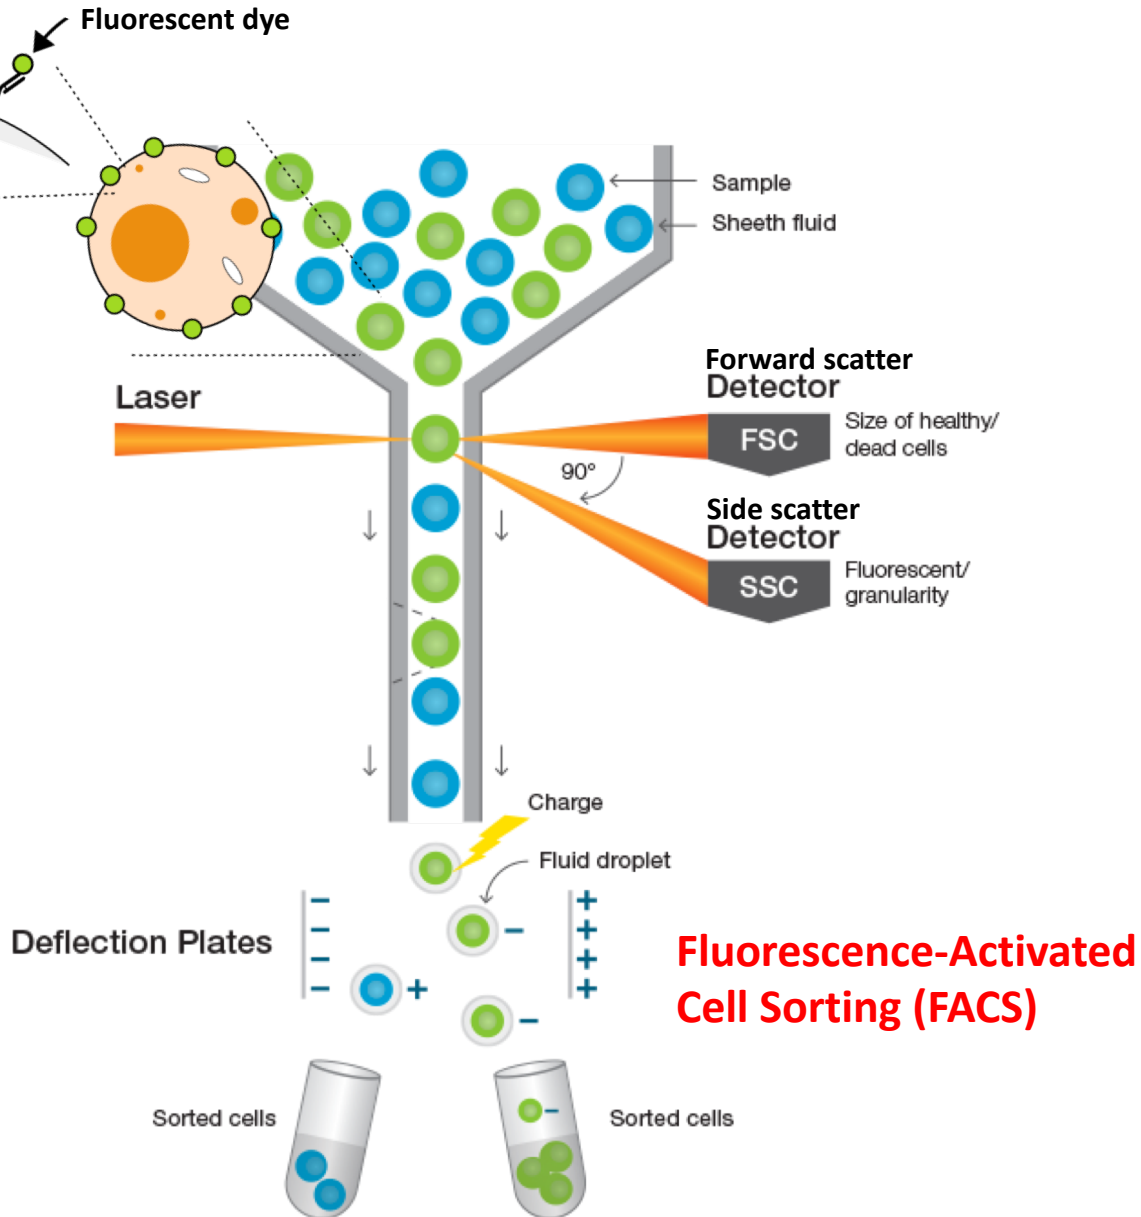 Fluorescent dye
Sample
Sheeth fluid
Forward scatter
Detector
Laser
FSC
Size of healthy/
dead cells
90°
Side scatter
Detector
SSC
Fluorescent/
granularity
Charge
Fluid droplet
Deflection Plates
−
−
−
−
+
+
+
+
−
+
−
Fluorescence-Activated
Cell Sorting (FACS)
Sorted cells
−
Sorted cells